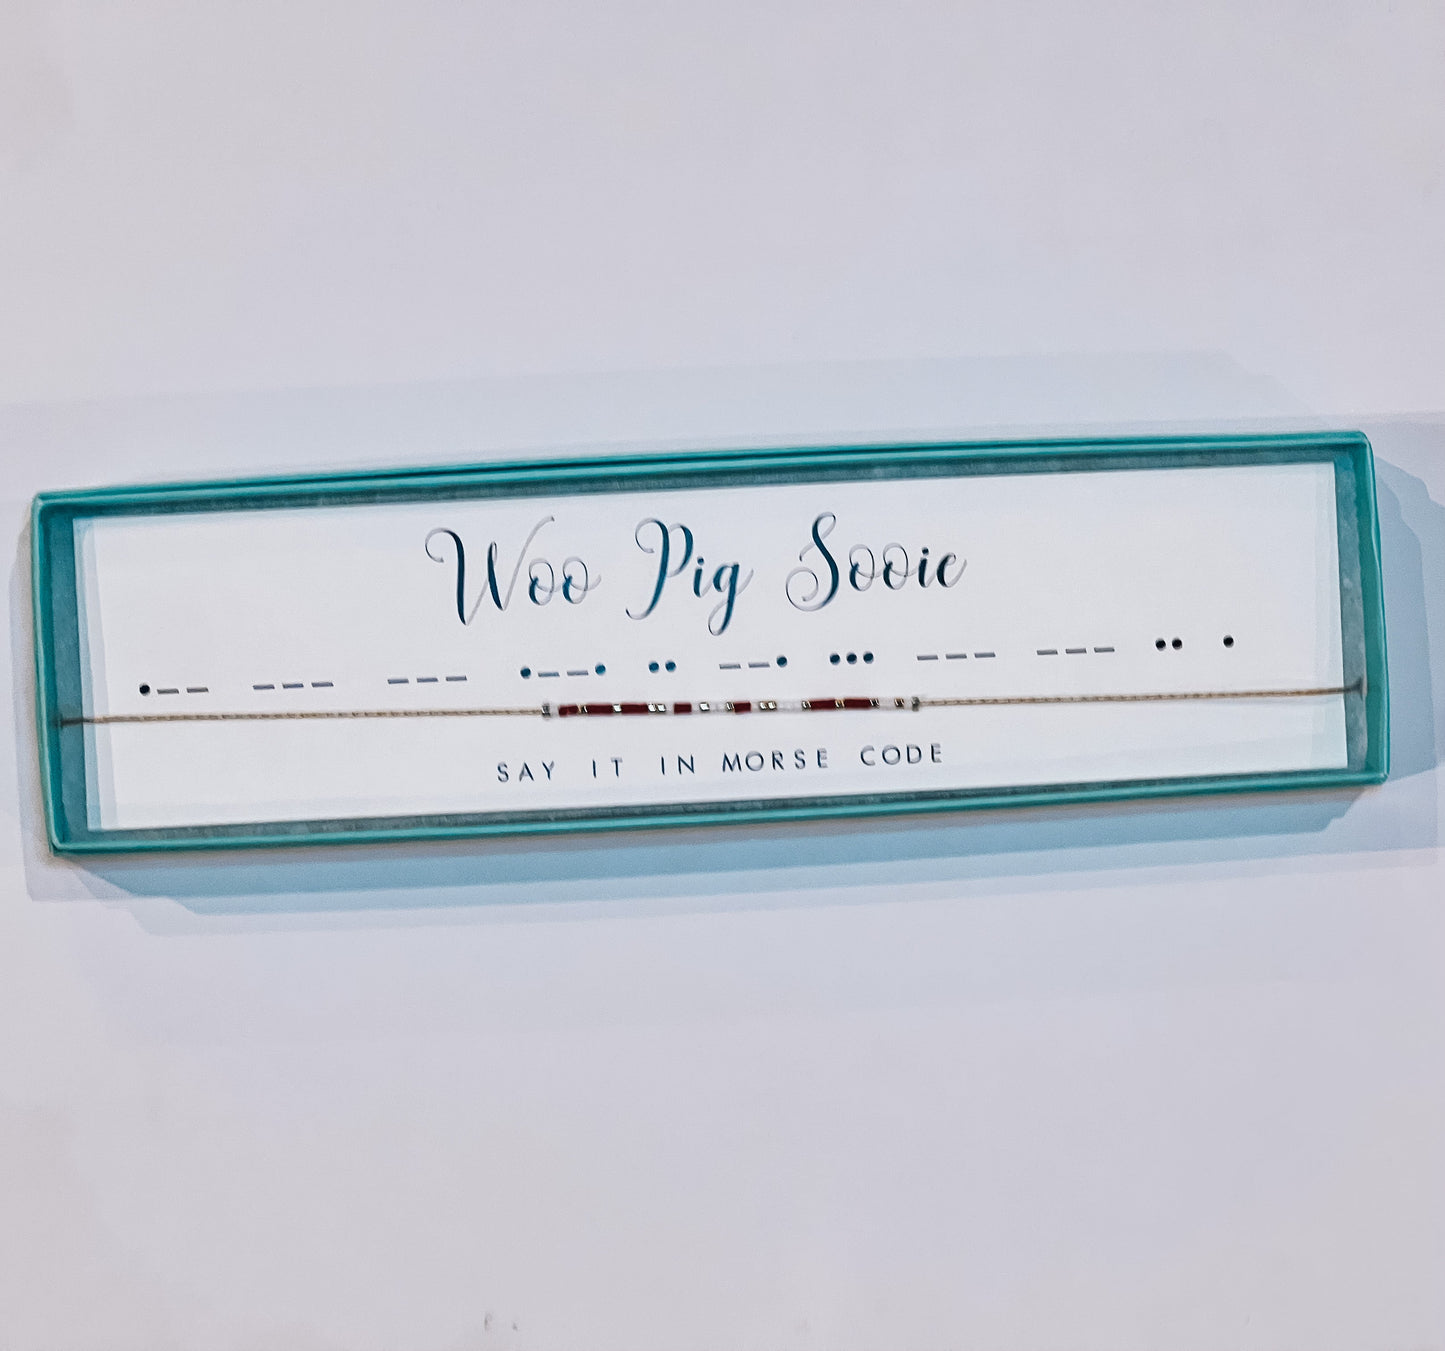 Woo Pig Sooie
•–– ––– ––– •––• •• ––• ••• ––– ––– •• •
SAY IT IN MORSE CODE